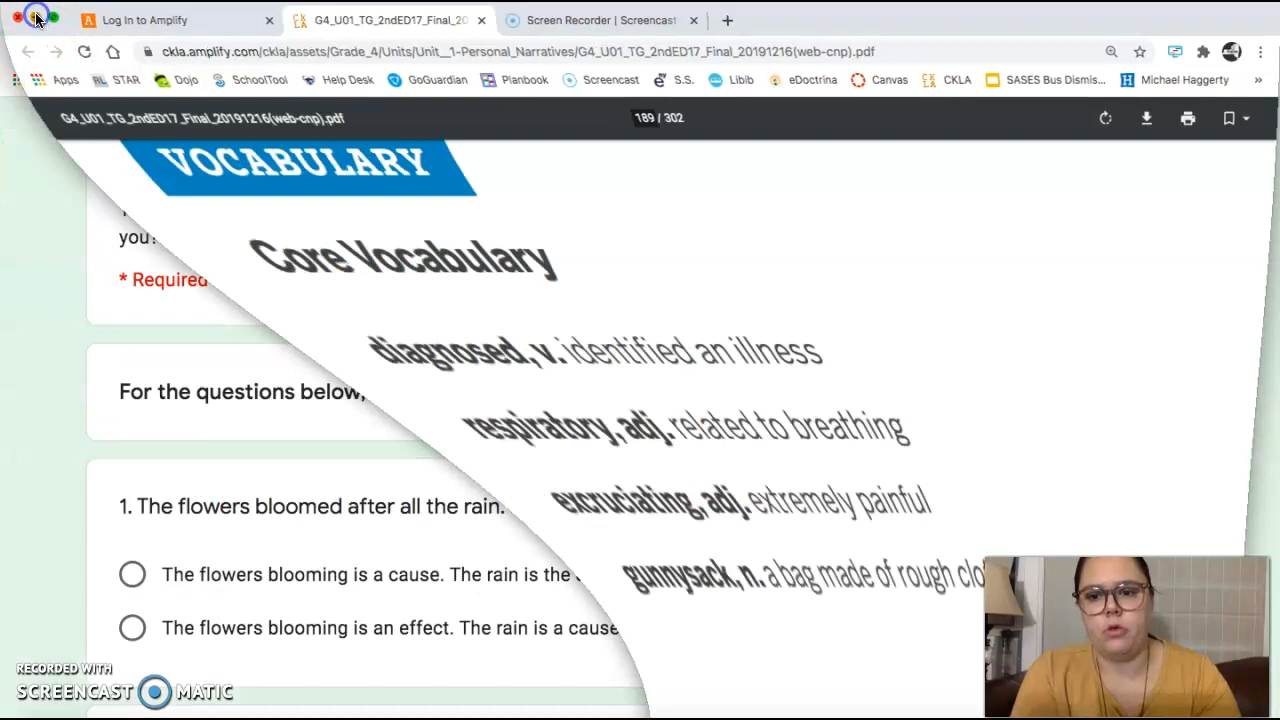 Log In to Amplify
G4_U01_TG_2ndED17_Final_20
Screen Recorder | Screencast
ckla.amplify.com/ckla/assets/Grade_4/Units/Unit__1-Personal_Narratives/G4_U01_TG_2ndED17_Final_20191216(web-cnp).pdf
Apps STAR Dojo SchoolTool Help Desk GoGuardian Planbook Screencast S.S. Libib eDoctrina Canvas CKLA SASES Bus Dismis... Michael Haggerty »
G4_U01_TG_2ndED17_Final_20191216(web-cnp).pdf
189 / 302
VOCABULARY
you?
Core Vocabulary
* Required
diagnosed, v. identified an illness
For the questions below,
respiratory, adj. related to breathing
excruciating, adj. extremely painful
1. The flowers bloomed after all the rain.
gunnysack, n. a bag made of rough clo
The flowers blooming is a cause. The rain is the
The flowers blooming is an effect. The rain is a cause
RECORDED WITH
SCREENCAST MATIC